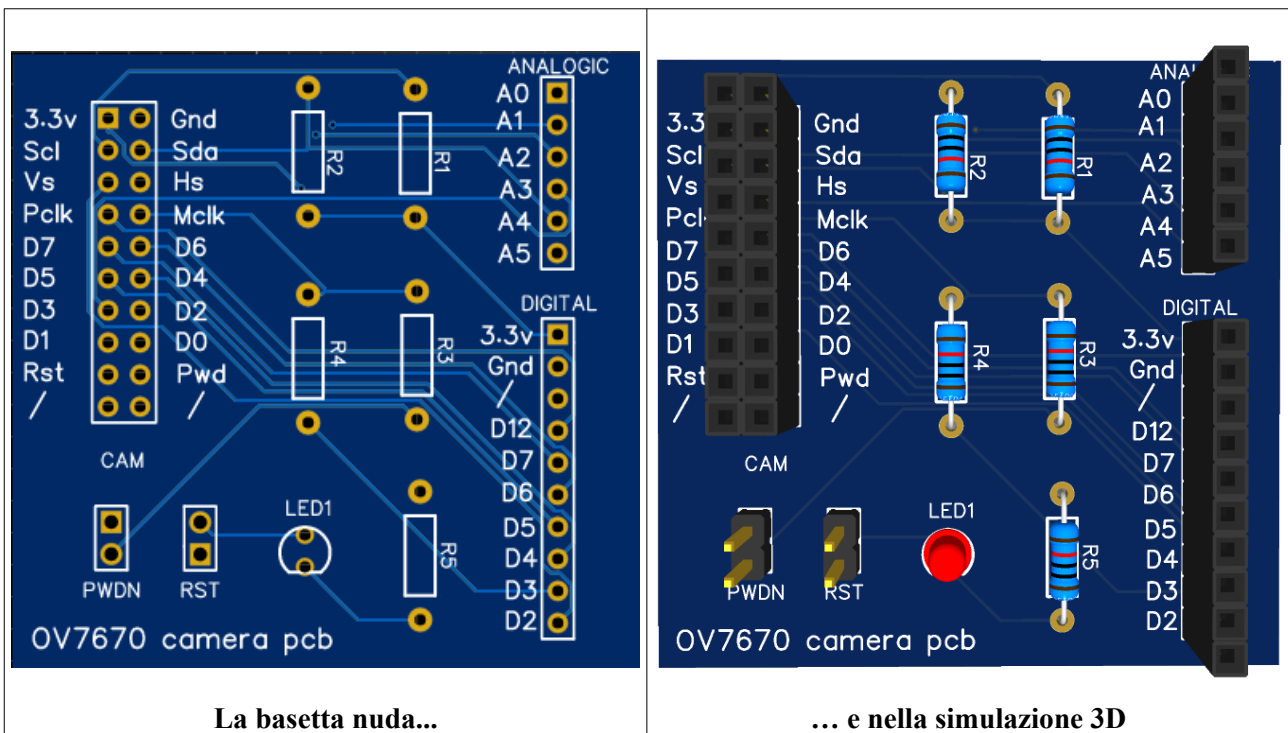 ANALOGIC
A0
3.3v Gnd A1
Scl Sda A2
Vs Hs A3
Pclk Mclk A4
D7 D6 A5
D5 D4
D3 D2
D1 D0
Rst Pwd
/ /
R2 R1
DIGITAL
3.3v
Gnd
/
D12
D7
D6
D5
D4
D3
D2
R4 R3
CAM
LED1
R5
PWDN RST
OV7670 camera pcb
La basetta nuda...
ANA
A0
3.3 Gnd A1
Scl Sda A2
Vs Hs A3
Pcl Mclk A4
D7 D6 A5
D5 D4
D3 D2
D1 D0
Rst Pwd
/ /
R2 R1
DIGITAL
3.3v
Gnd
/
D12
D7
D6
D5
D4
D3
D2
R4 R3
CAM
LED1
R5
PWDN RST
OV7670 camera pcb
… e nella simulazione 3D